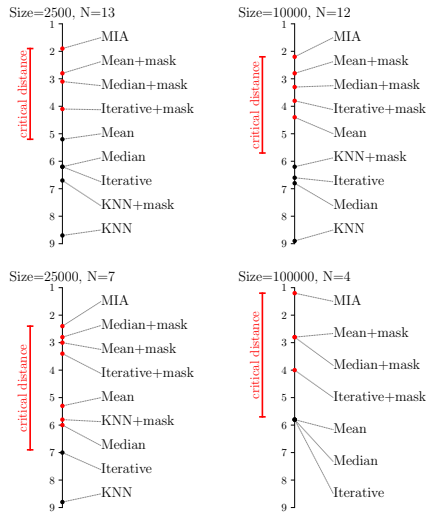 Size=2500, N=13
1
2
3
4
5
6
7
8
9
critical distance
MIA
Mean+mask
Median+mask
Iterative+mask
Mean
Median
Iterative
KNN+mask
KNN
Size=10000, N=12
1
2
3
4
5
6
7
8
9
critical distance
MIA
Mean+mask
Median+mask
Iterative+mask
Mean
KNN+mask
Iterative
Median
KNN
Size=25000, N=7
1
2
3
4
5
6
7
8
9
critical distance
MIA
Median+mask
Mean+mask
Iterative+mask
Mean
KNN+mask
Median
Iterative
KNN
Size=100000, N=4
1
2
3
4
5
6
7
8
9
critical distance
MIA
Mean+mask
Median+mask
Iterative+mask
Mean
Median
Iterative